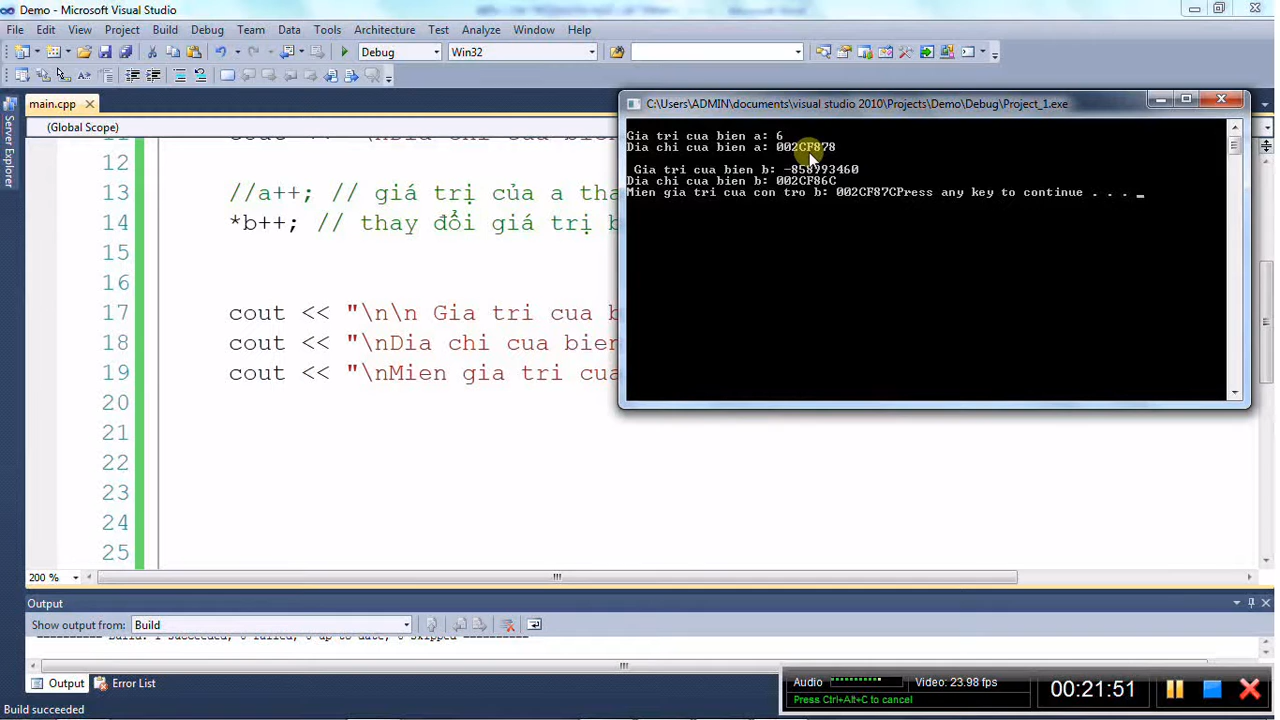 Demo - Microsoft Visual Studio
File Edit View Project Build Debug Team Data Tools Architecture Test Analyze Window Help
Debug Win32
main.cpp
(Global Scope)
Server Explorer
C:\Users\ADMIN\documents\visual studio 2010\Projects\Demo\Debug\Project_1.exe
Gia tri cua bien a: 6
Dia chi cua bien a: 002CF878
Gia tri cua bien b: -858993460
Dia chi cua bien b: 002CF86C
Mien gia tri cua con tro b: 002CF87CPress any key to continue . . . _
12
13 //a++; // giá trị của a tha
14 *b++; // thay đổi giá trị b
15
16
17 cout << "\n\n Gia tri cua b
18 cout << "\nDia chi cua bien
19 cout << "\nMien gia tri cua
20
21
22
23
24
25
200 %
Output
Show output from: Build
Output Error List
Build succeeded
Audio Video: 23.98 fps
Press Ctrl+Alt+C to cancel
00:21:51